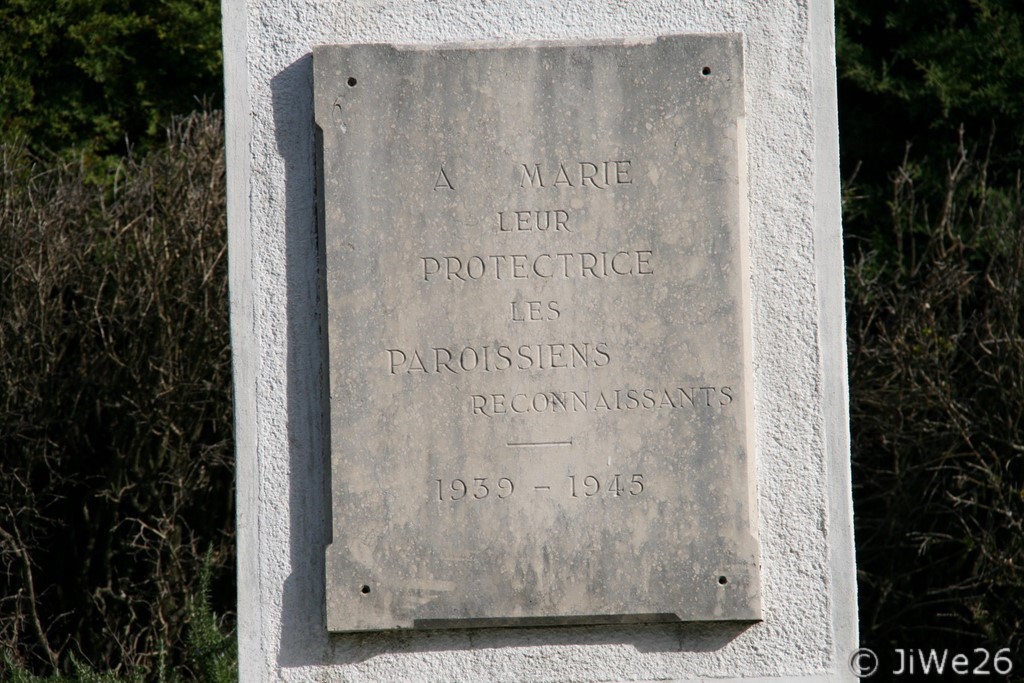 A MARIE
LEUR
PROTECTRICE
LES
PAROISSIENS
RECONNAISSANTS
1939 - 1945
© JiWe26